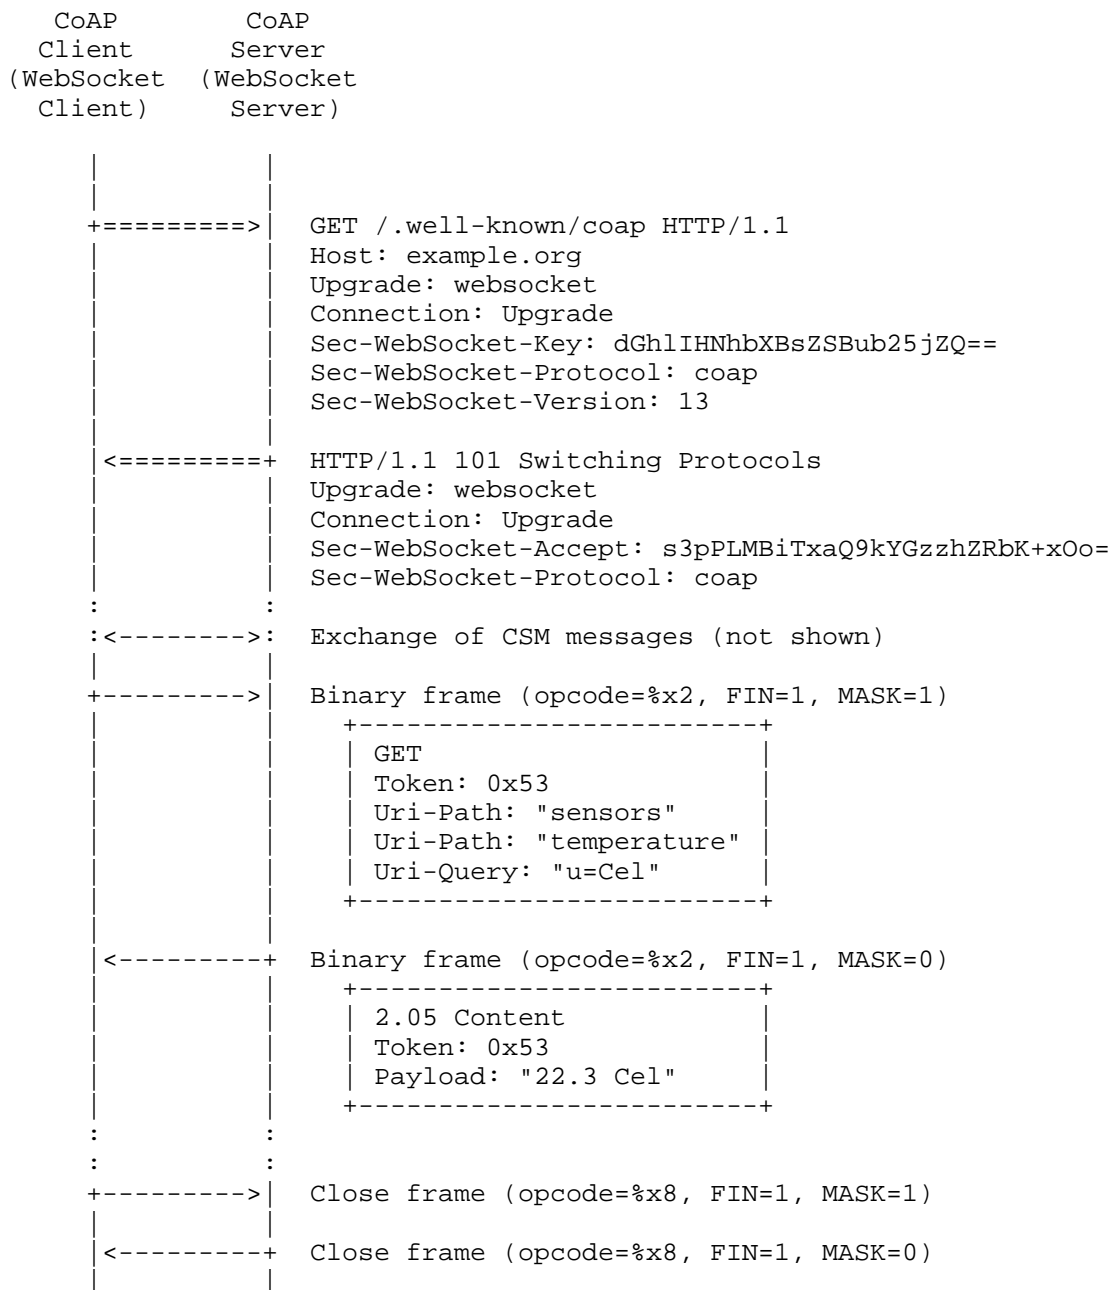 CoAP CoAP
Client Server
(WebSocket (WebSocket
Client) Server)
| |
| |
+=========>| GET /.well-known/coap HTTP/1.1
| | Host: example.org
| | Upgrade: websocket
| | Connection: Upgrade
| | Sec-WebSocket-Key: dGhlIHNhbXBsZSBub25jZQ==
| | Sec-WebSocket-Protocol: coap
| | Sec-WebSocket-Version: 13
| |
|<=========+ HTTP/1.1 101 Switching Protocols
| | Upgrade: websocket
| | Connection: Upgrade
| | Sec-WebSocket-Accept: s3pPLMBiTxaQ9kYGzzhZRbK+xOo=
| | Sec-WebSocket-Protocol: coap
: :
:<-------->: Exchange of CSM messages (not shown)
| |
+--------->| Binary frame (opcode=%x2, FIN=1, MASK=1)
| | +-------------------------+
| | | GET |
| | | Token: 0x53 |
| | | Uri-Path: "sensors" |
| | | Uri-Path: "temperature" |
| | | Uri-Query: "u=Cel" |
| | +-------------------------+
| |
|<---------+ Binary frame (opcode=%x2, FIN=1, MASK=0)
| | +-------------------------+
| | | 2.05 Content |
| | | Token: 0x53 |
| | | Payload: "22.3 Cel" |
| | +-------------------------+
: :
: :
+--------->| Close frame (opcode=%x8, FIN=1, MASK=1)
| |
|<---------+ Close frame (opcode=%x8, FIN=1, MASK=0)
| |